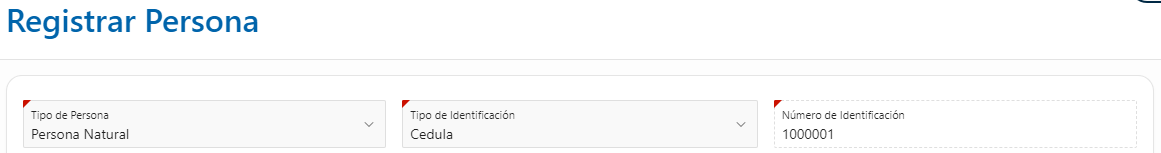 Registrar Persona
Tipo de Persona
Persona Natural
Tipo de Identificación
Cedula
Número de Identificación
1000001